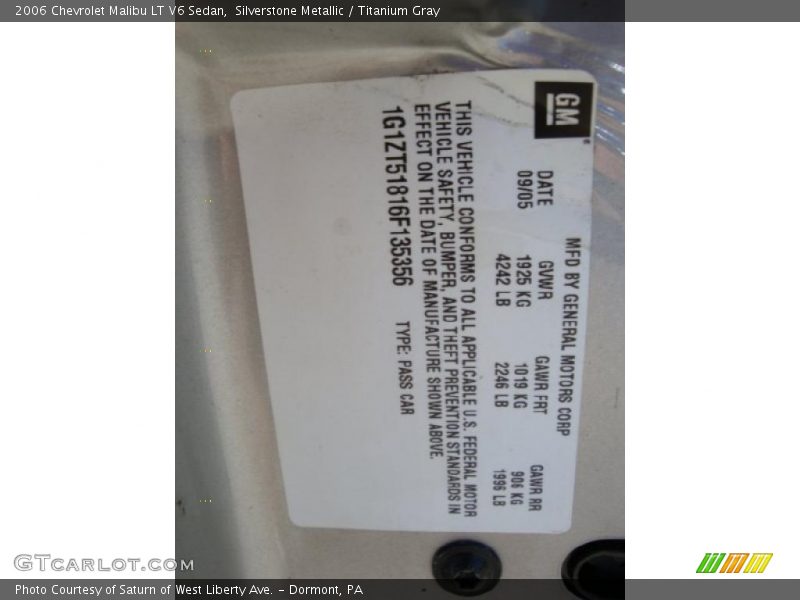 2006 Chevrolet Malibu LT V6 Sedan, Silverstone Metallic / Titanium Gray
GM
MFD BY GENERAL MOTORS CORP
DATE GVWR GAWR FRT GAWR RR
09/05 1925 KG 1019 KG 906 KG
4242 LB 2246 LB 1996 LB
THIS VEHICLE CONFORMS TO ALL APPLICABLE U.S. FEDERAL MOTOR
VEHICLE SAFETY, BUMPER, AND THEFT PREVENTION STANDARDS IN
EFFECT ON THE DATE OF MANUFACTURE SHOWN ABOVE.
1G1ZT51816F135356 TYPE: PASS CAR
GTcarlot.com
Photo Courtesy of Saturn of West Liberty Ave. - Dormont, PA